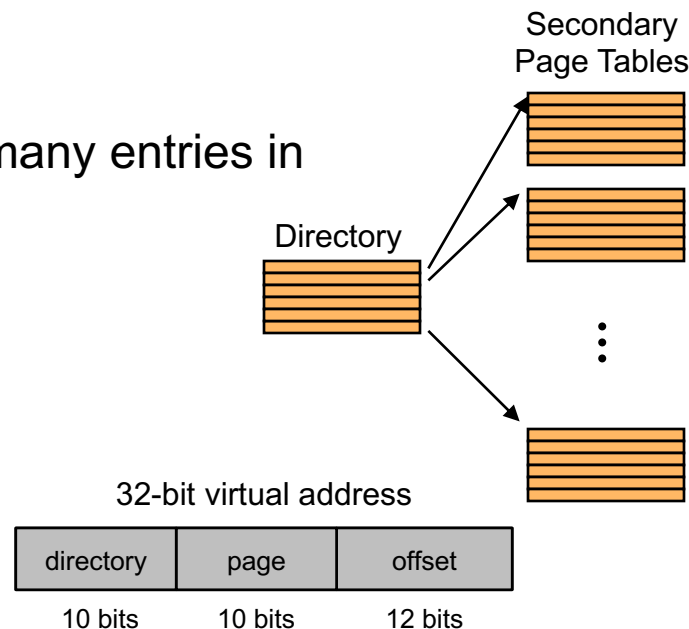 Secondary
Page Tables
many entries in
Directory
32-bit virtual address
directory page offset
10 bits 10 bits 12 bits